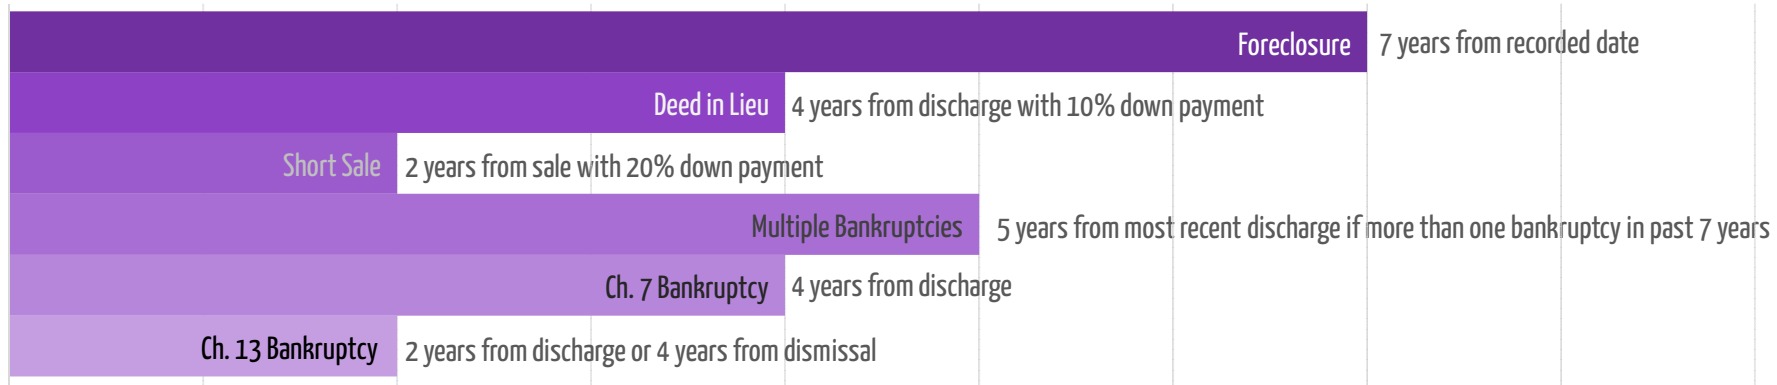 Foreclosure 7 years from recorded date
Deed in Lieu 4 years from discharge with 10% down payment
Short Sale 2 years from sale with 20% down payment
Multiple Bankruptcies 5 years from most recent discharge if more than one bankruptcy in past 7 years
Ch. 7 Bankruptcy 4 years from discharge
Ch. 13 Bankruptcy 2 years from discharge or 4 years from dismissal